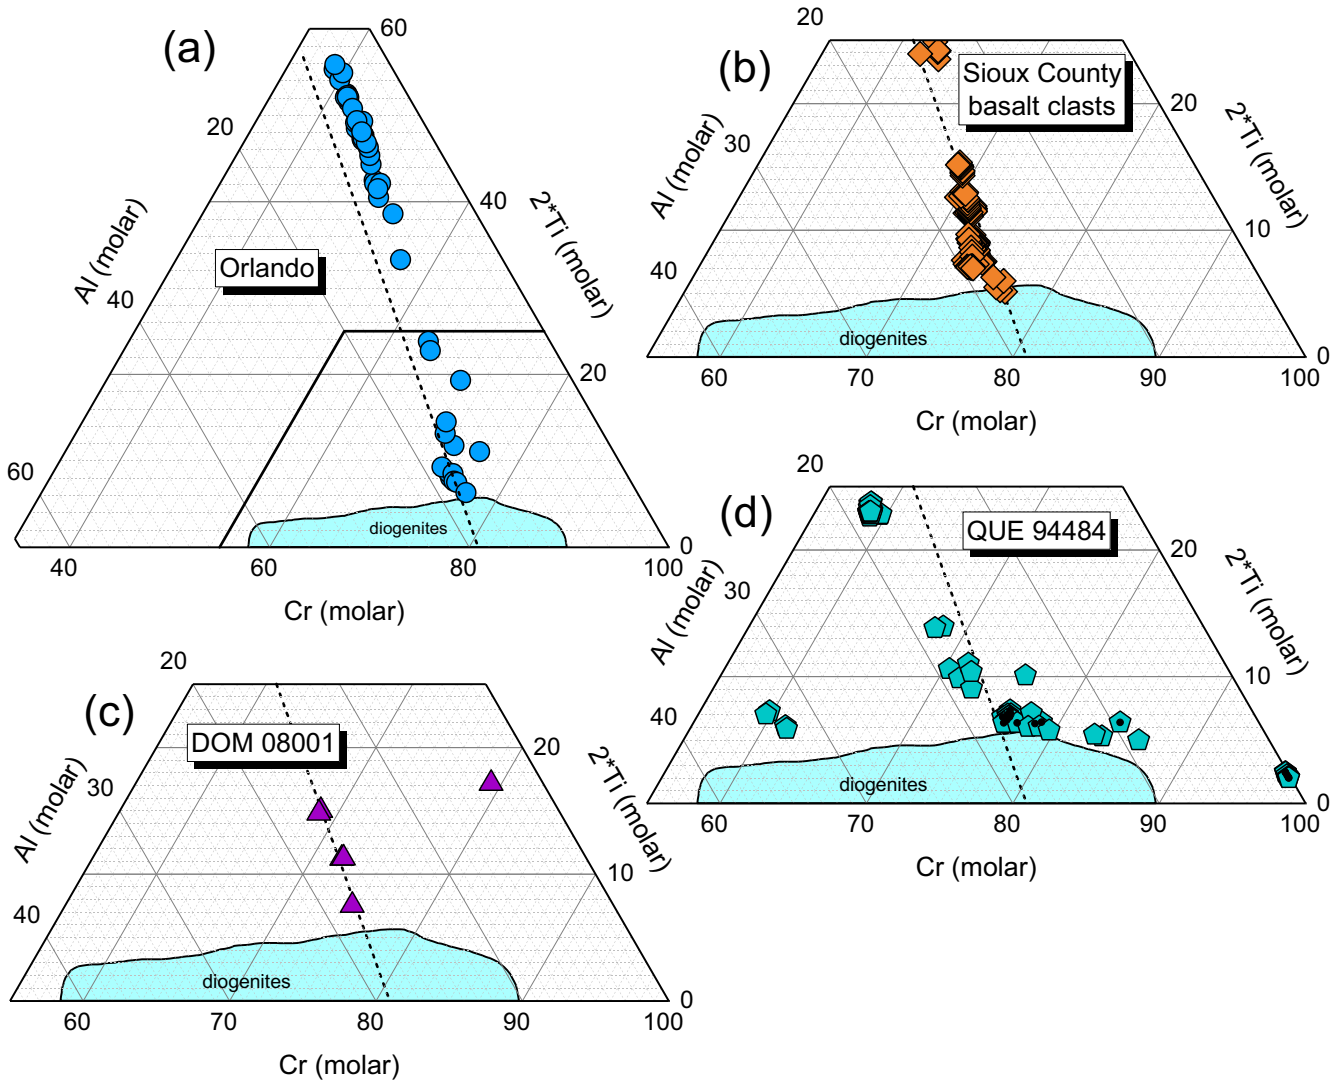 (a)
60
20
Al (molar)
40
2*Ti (molar)
Orlando
40
20
60
diogenites
0
40
60
80
100
Cr (molar)
20
(b)
Sioux County
basalt clasts
20
2*Ti (molar)
30
Al (molar)
10
40
diogenites
0
60
70
80
90
100
Cr (molar)
20
(c)
DOM 08001
20
2*Ti (molar)
30
Al (molar)
10
40
diogenites
0
60
70
80
90
100
Cr (molar)
20
(d)
QUE 94484
20
2*Ti (molar)
30
Al (molar)
10
40
diogenites
0
60
70
80
90
100
Cr (molar)